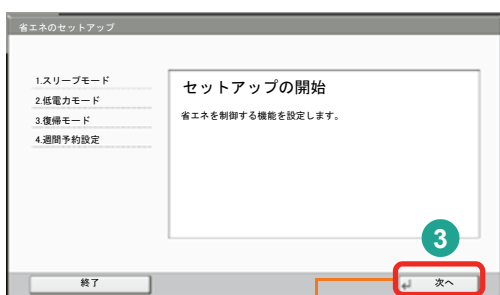 省エネのセットアップ
1.スリープモード
2.低電力モード
3.復帰モード
4.週間予約設定
セットアップの開始
省エネを制御する機能を設定します。
3
終了
次へ